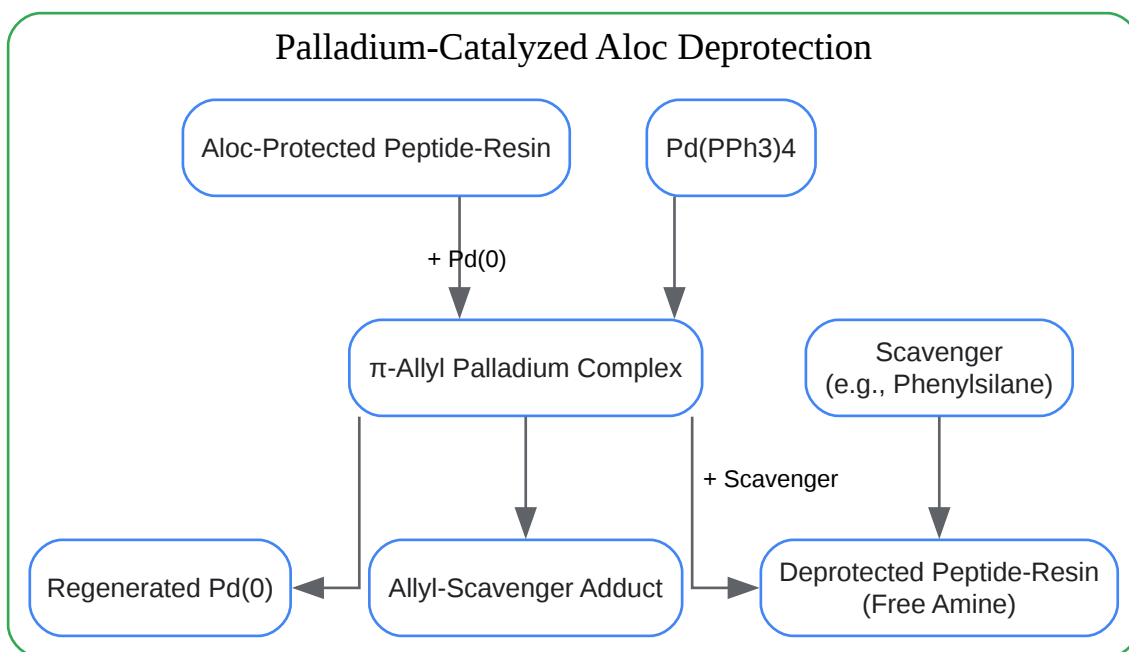 Palladium-Catalyzed Aloc Deprotection
Aloc-Protected Peptide-Resin
Pd(PPh3)4
+ Pd(0)
π-Allyl Palladium Complex
Scavenger
(e.g., Phenylsilane)
+ Scavenger
Regenerated Pd(0)
Allyl-Scavenger Adduct
Deprotected Peptide-Resin
(Free Amine)